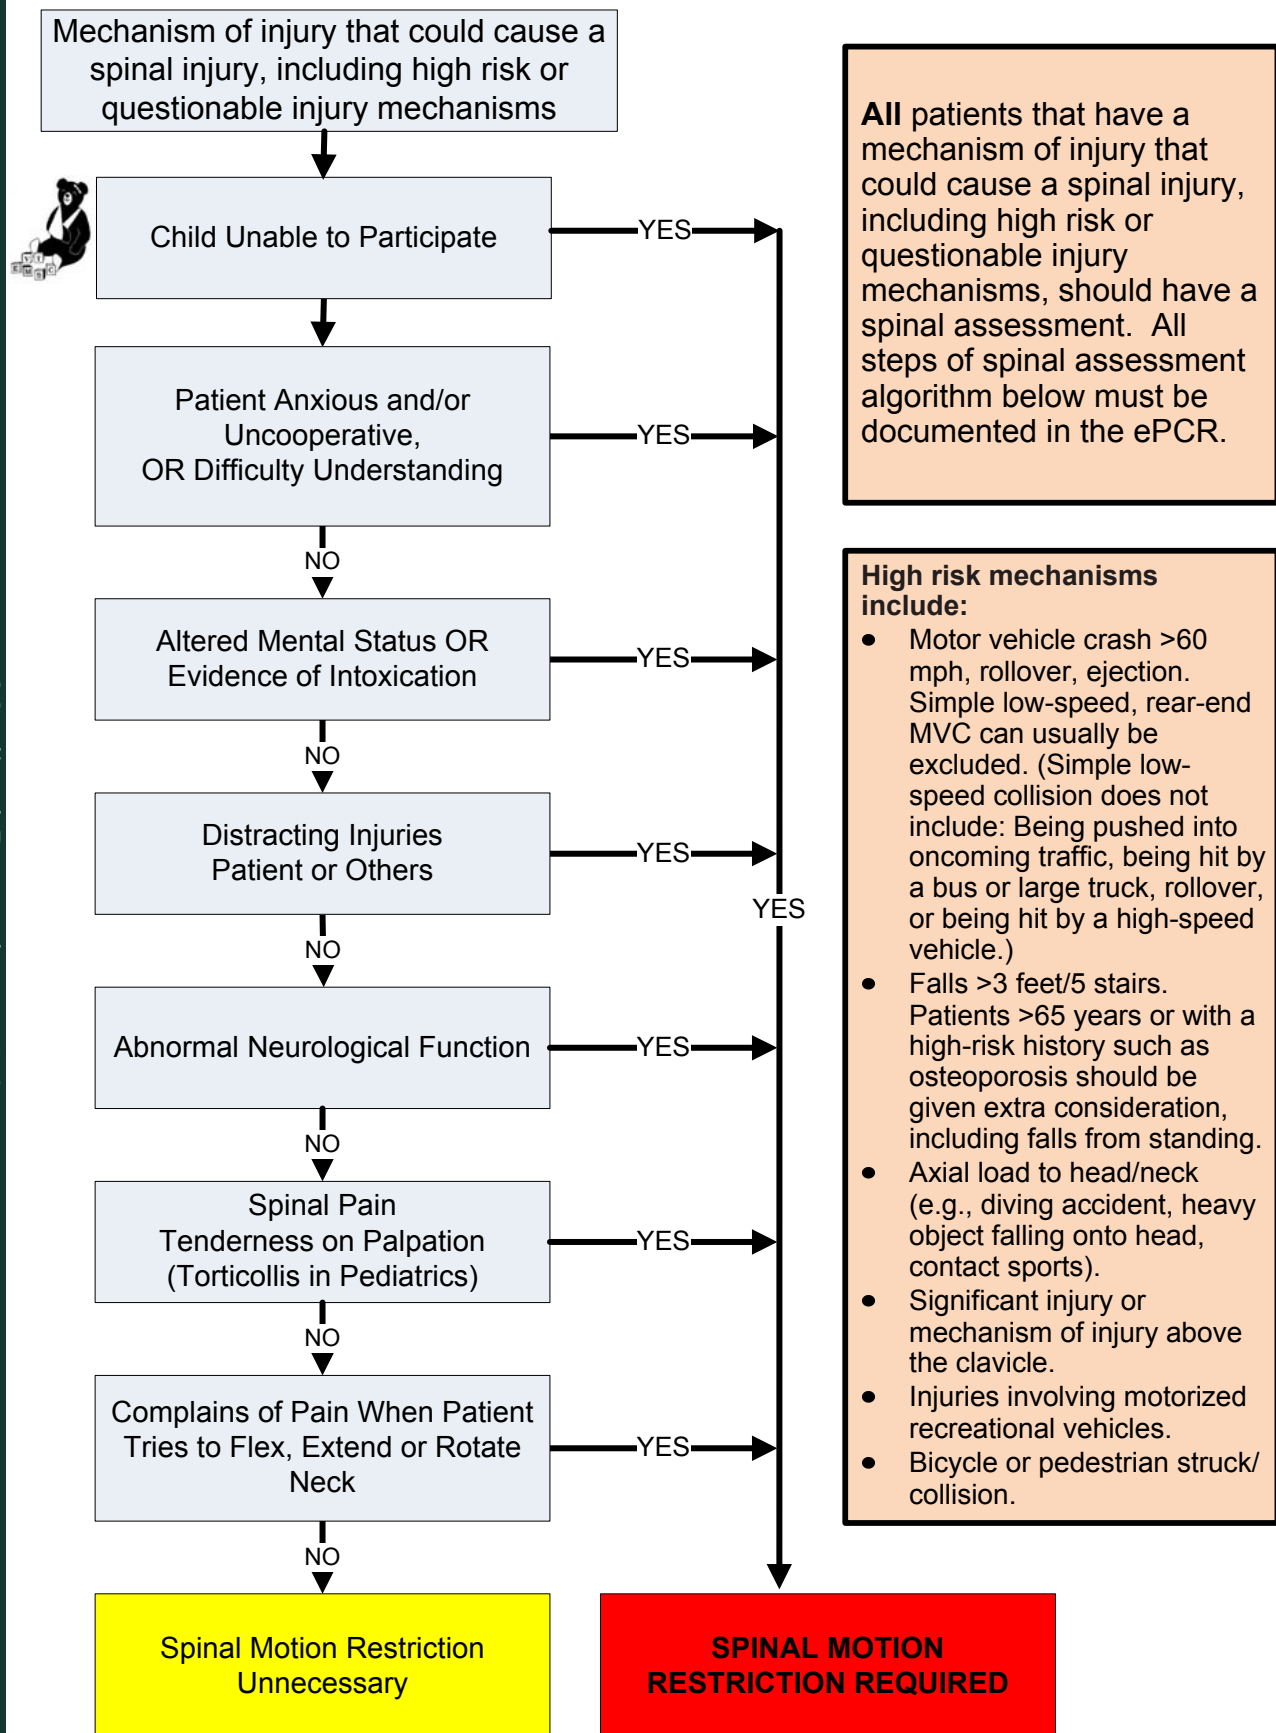 Mechanism of injury that could cause a
spinal injury, including high risk or
questionable injury mechanisms
Child Unable to Participate
YES
Patient Anxious and/or
Uncooperative,
OR Difficulty Understanding
YES
NO
Altered Mental Status OR
Evidence of Intoxication
YES
NO
Distracting Injuries
Patient or Others
YES
YES
NO
Abnormal Neurological Function
YES
NO
Spinal Pain
Tenderness on Palpation
(Torticollis in Pediatrics)
YES
NO
Complains of Pain When Patient
Tries to Flex, Extend or Rotate
Neck
YES
NO
Spinal Motion Restriction
Unnecessary
SPINAL MOTION
RESTRICTION REQUIRED
All patients that have a
mechanism of injury that
could cause a spinal injury,
including high risk or
questionable injury
mechanisms, should have a
spinal assessment.  All
steps of spinal assessment
algorithm below must be
documented in the ePCR.
High risk mechanisms
include:
● Motor vehicle crash >60
mph, rollover, ejection.
Simple low-speed, rear-end
MVC can usually be
excluded. (Simple low-
speed collision does not
include: Being pushed into
oncoming traffic, being hit by
a bus or large truck, rollover,
or being hit by a high-speed
vehicle.)
● Falls >3 feet/5 stairs.
Patients >65 years or with a
high-risk history such as
osteoporosis should be
given extra consideration,
including falls from standing.
● Axial load to head/neck
(e.g., diving accident, heavy
object falling onto head,
contact sports).
● Significant injury or
mechanism of injury above
the clavicle.
● Injuries involving motorized
recreational vehicles.
● Bicycle or pedestrian struck/
collision.